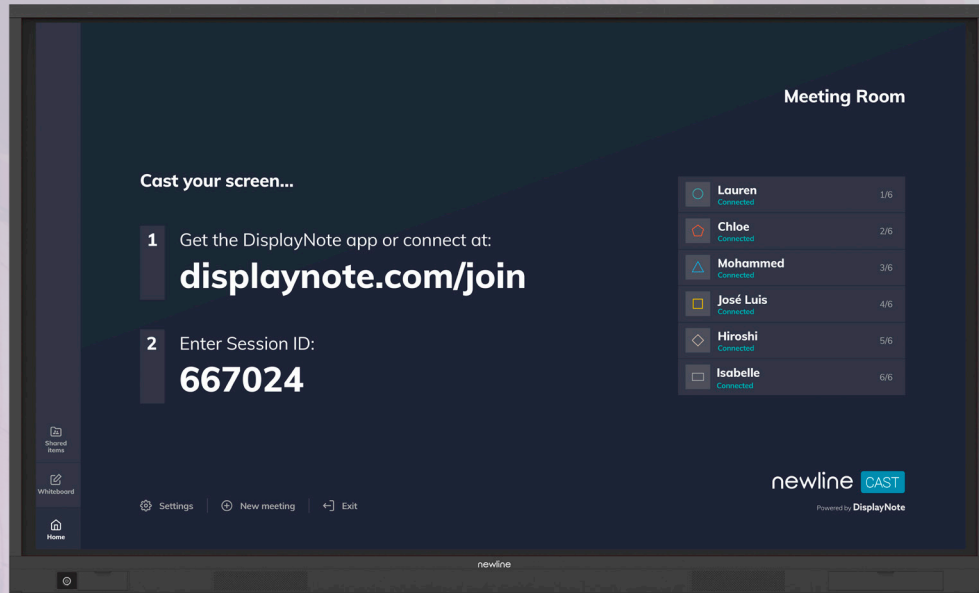 Meeting Room
Cast your screen...
1 Get the DisplayNote app or connect at:
displaynote.com/join
2 Enter Session ID:
667024
Lauren 1/6
Connected
Chloe 2/6
Connected
Mohammed 3/6
Connected
José Luis 4/6
Connected
Hiroshi 5/6
Connected
Isabelle 6/6
Connected
Shared
items
Whiteboard
Home
Settings New meeting Exit
newline CAST
Powered by DisplayNote
newline